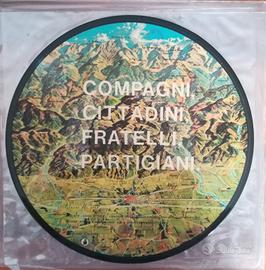 COMPAGNI,
CITTADINI,
FRATELLI,
PARTIGIANI